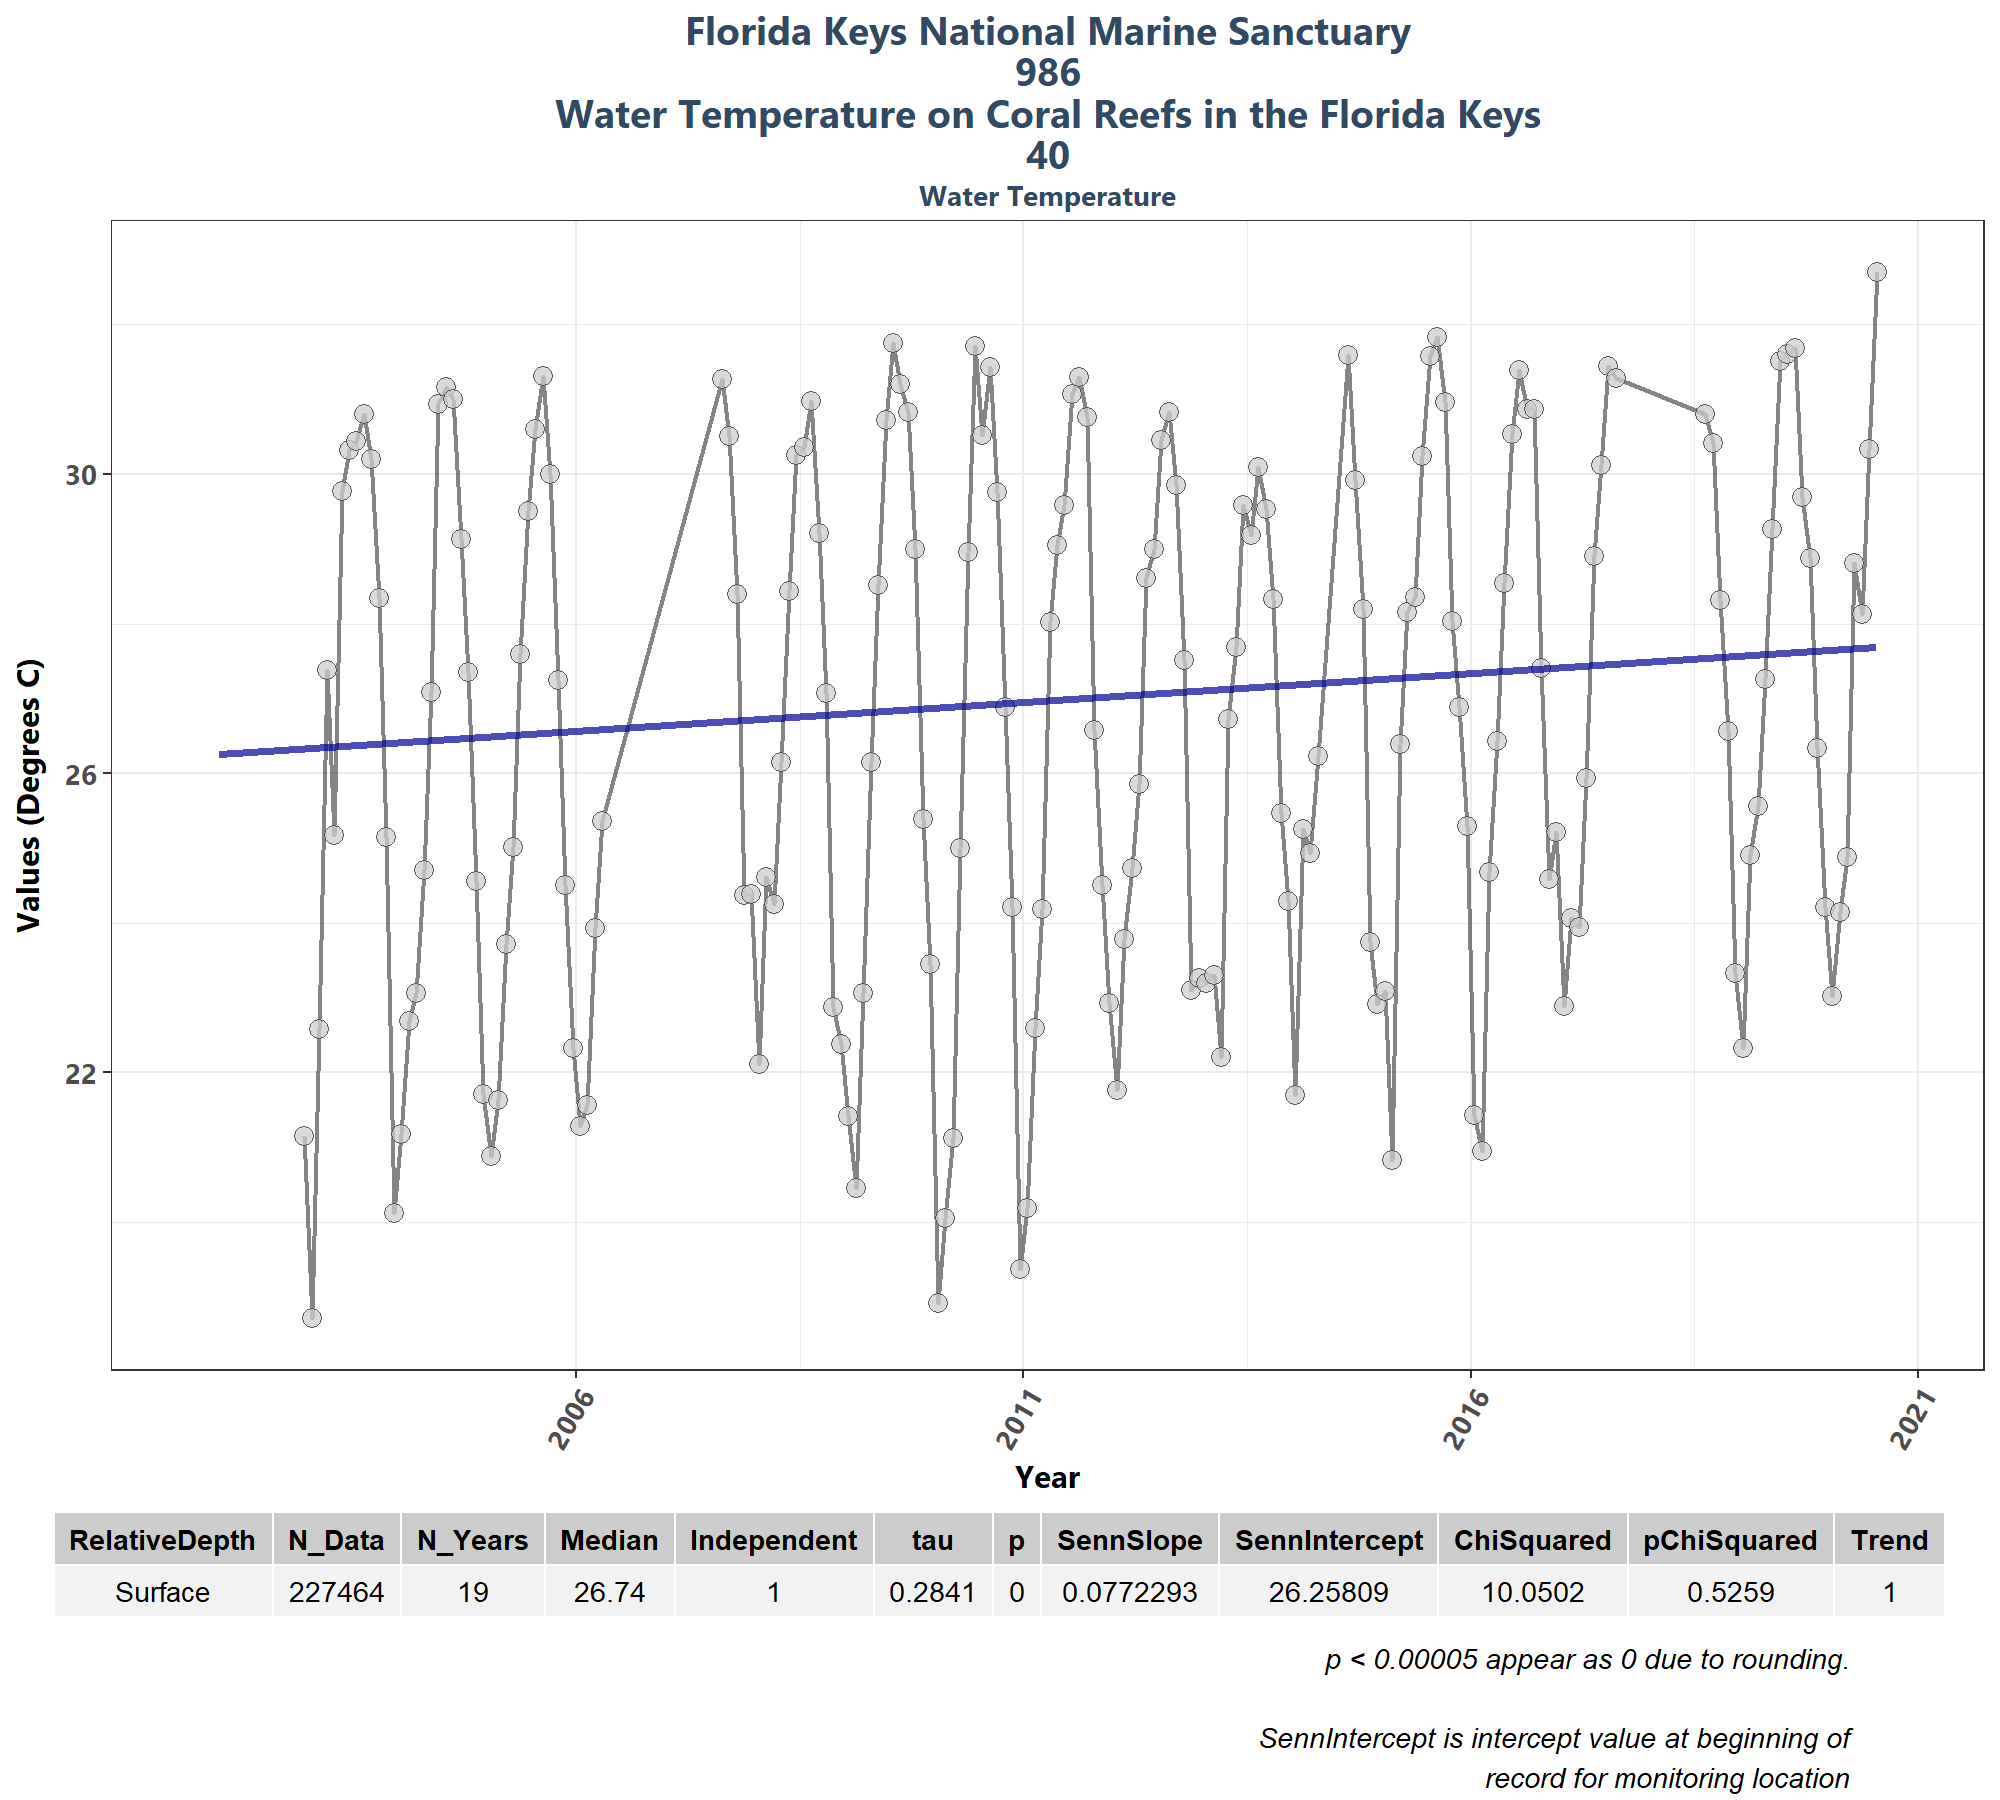 Florida Keys National Marine Sanctuary
986
Water Temperature on Coral Reefs in the Florida Keys
40
Water Temperature
Values (Degrees C)
30
26
22
2006
2011
2016
2021
Year
RelativeDepth N_Data N_Years Median Independent tau p SennSlope SennIntercept ChiSquared pChiSquared Trend
Surface 227464 19 26.74 1 0.2841 0 0.0772293 26.25809 10.0502 0.5259 1
p < 0.00005 appear as 0 due to rounding.
SennIntercept is intercept value at beginning of
record for monitoring location